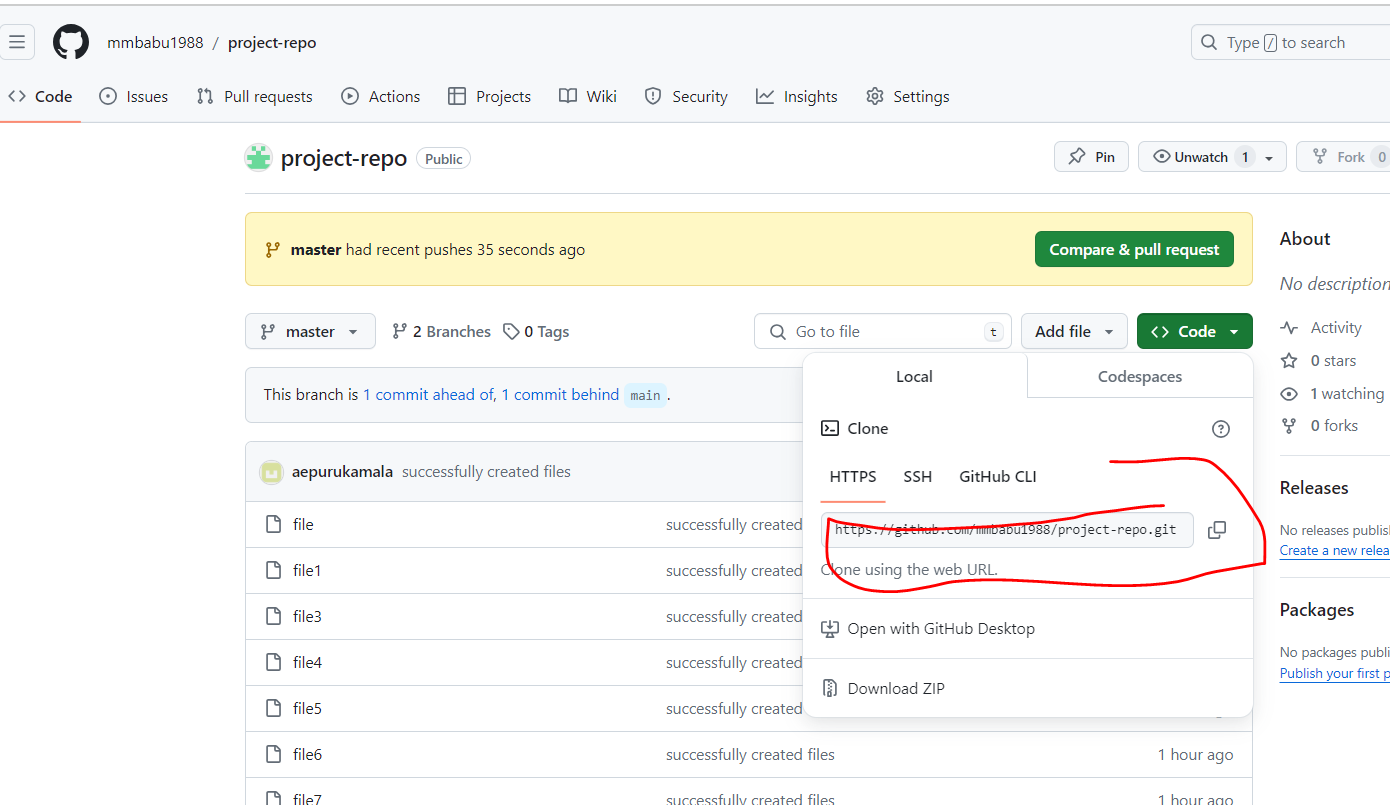 mmbabu1988 / project-repo
Type / to search
Code Issues Pull requests Actions Projects Wiki Security Insights Settings
project-repo Public
Pin Unwatch 1 Fork 0
master had recent pushes 35 seconds ago Compare & pull request
About
No description
master 2 Branches 0 Tags Go to file t Add file Code
Activity
0 stars
1 watching
0 forks
Local Codespaces
This branch is 1 commit ahead of, 1 commit behind main .
Clone
HTTPS SSH GitHub CLI
https://github.com/mmbabu1988/project-repo.git
Clone using the web URL.
Open with GitHub Desktop
Download ZIP
aepurukamala successfully created files
file successfully created
file1 successfully created
file3 successfully created
file4 successfully created
file5 successfully created
file6 successfully created files 1 hour ago
file7 successfully created files 1 hour ago
Releases
No releases
Create a new
Packages
No packages
Publish your first